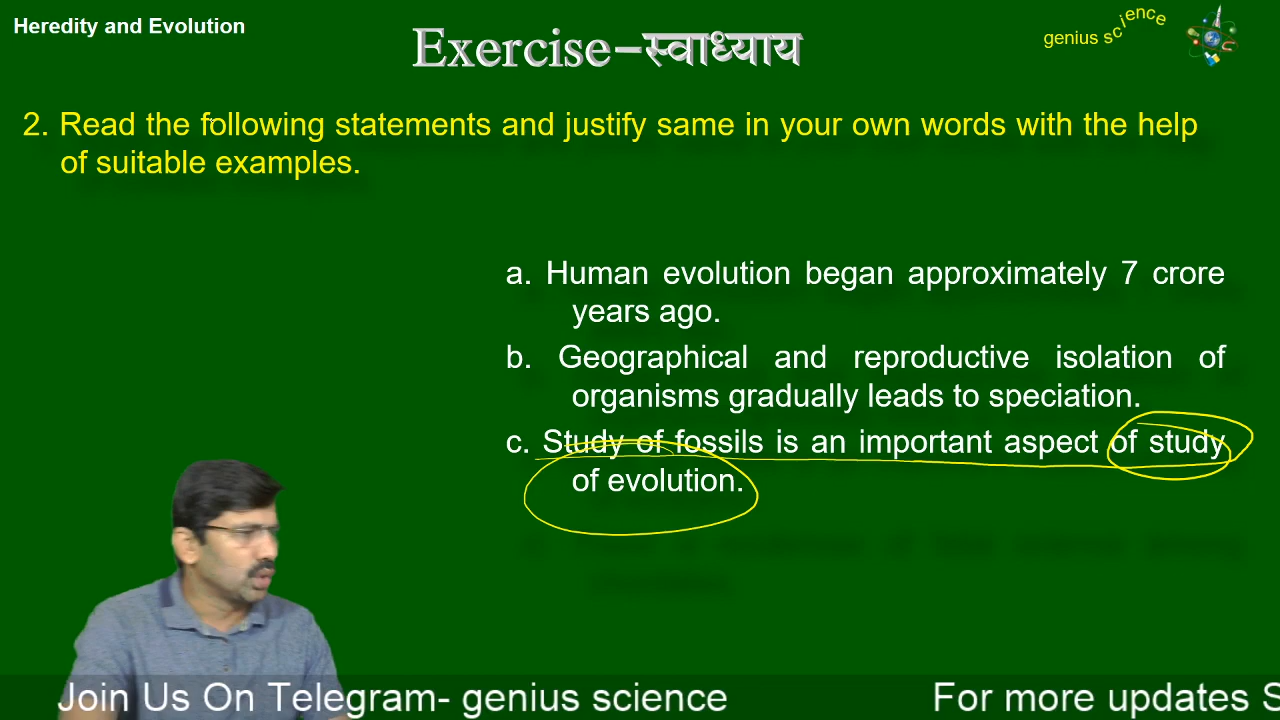 Heredity and Evolution
Exercise-स्वाध्याय
genius science
2. Read the following statements and justify same in your own words with the help
of suitable examples.
a. Human evolution began approximately 7 crore
years ago.
b. Geographical and reproductive isolation of
organisms gradually leads to speciation.
c. Study of fossils is an important aspect of study
of evolution.
Join Us On Telegram- genius science
For more updates S